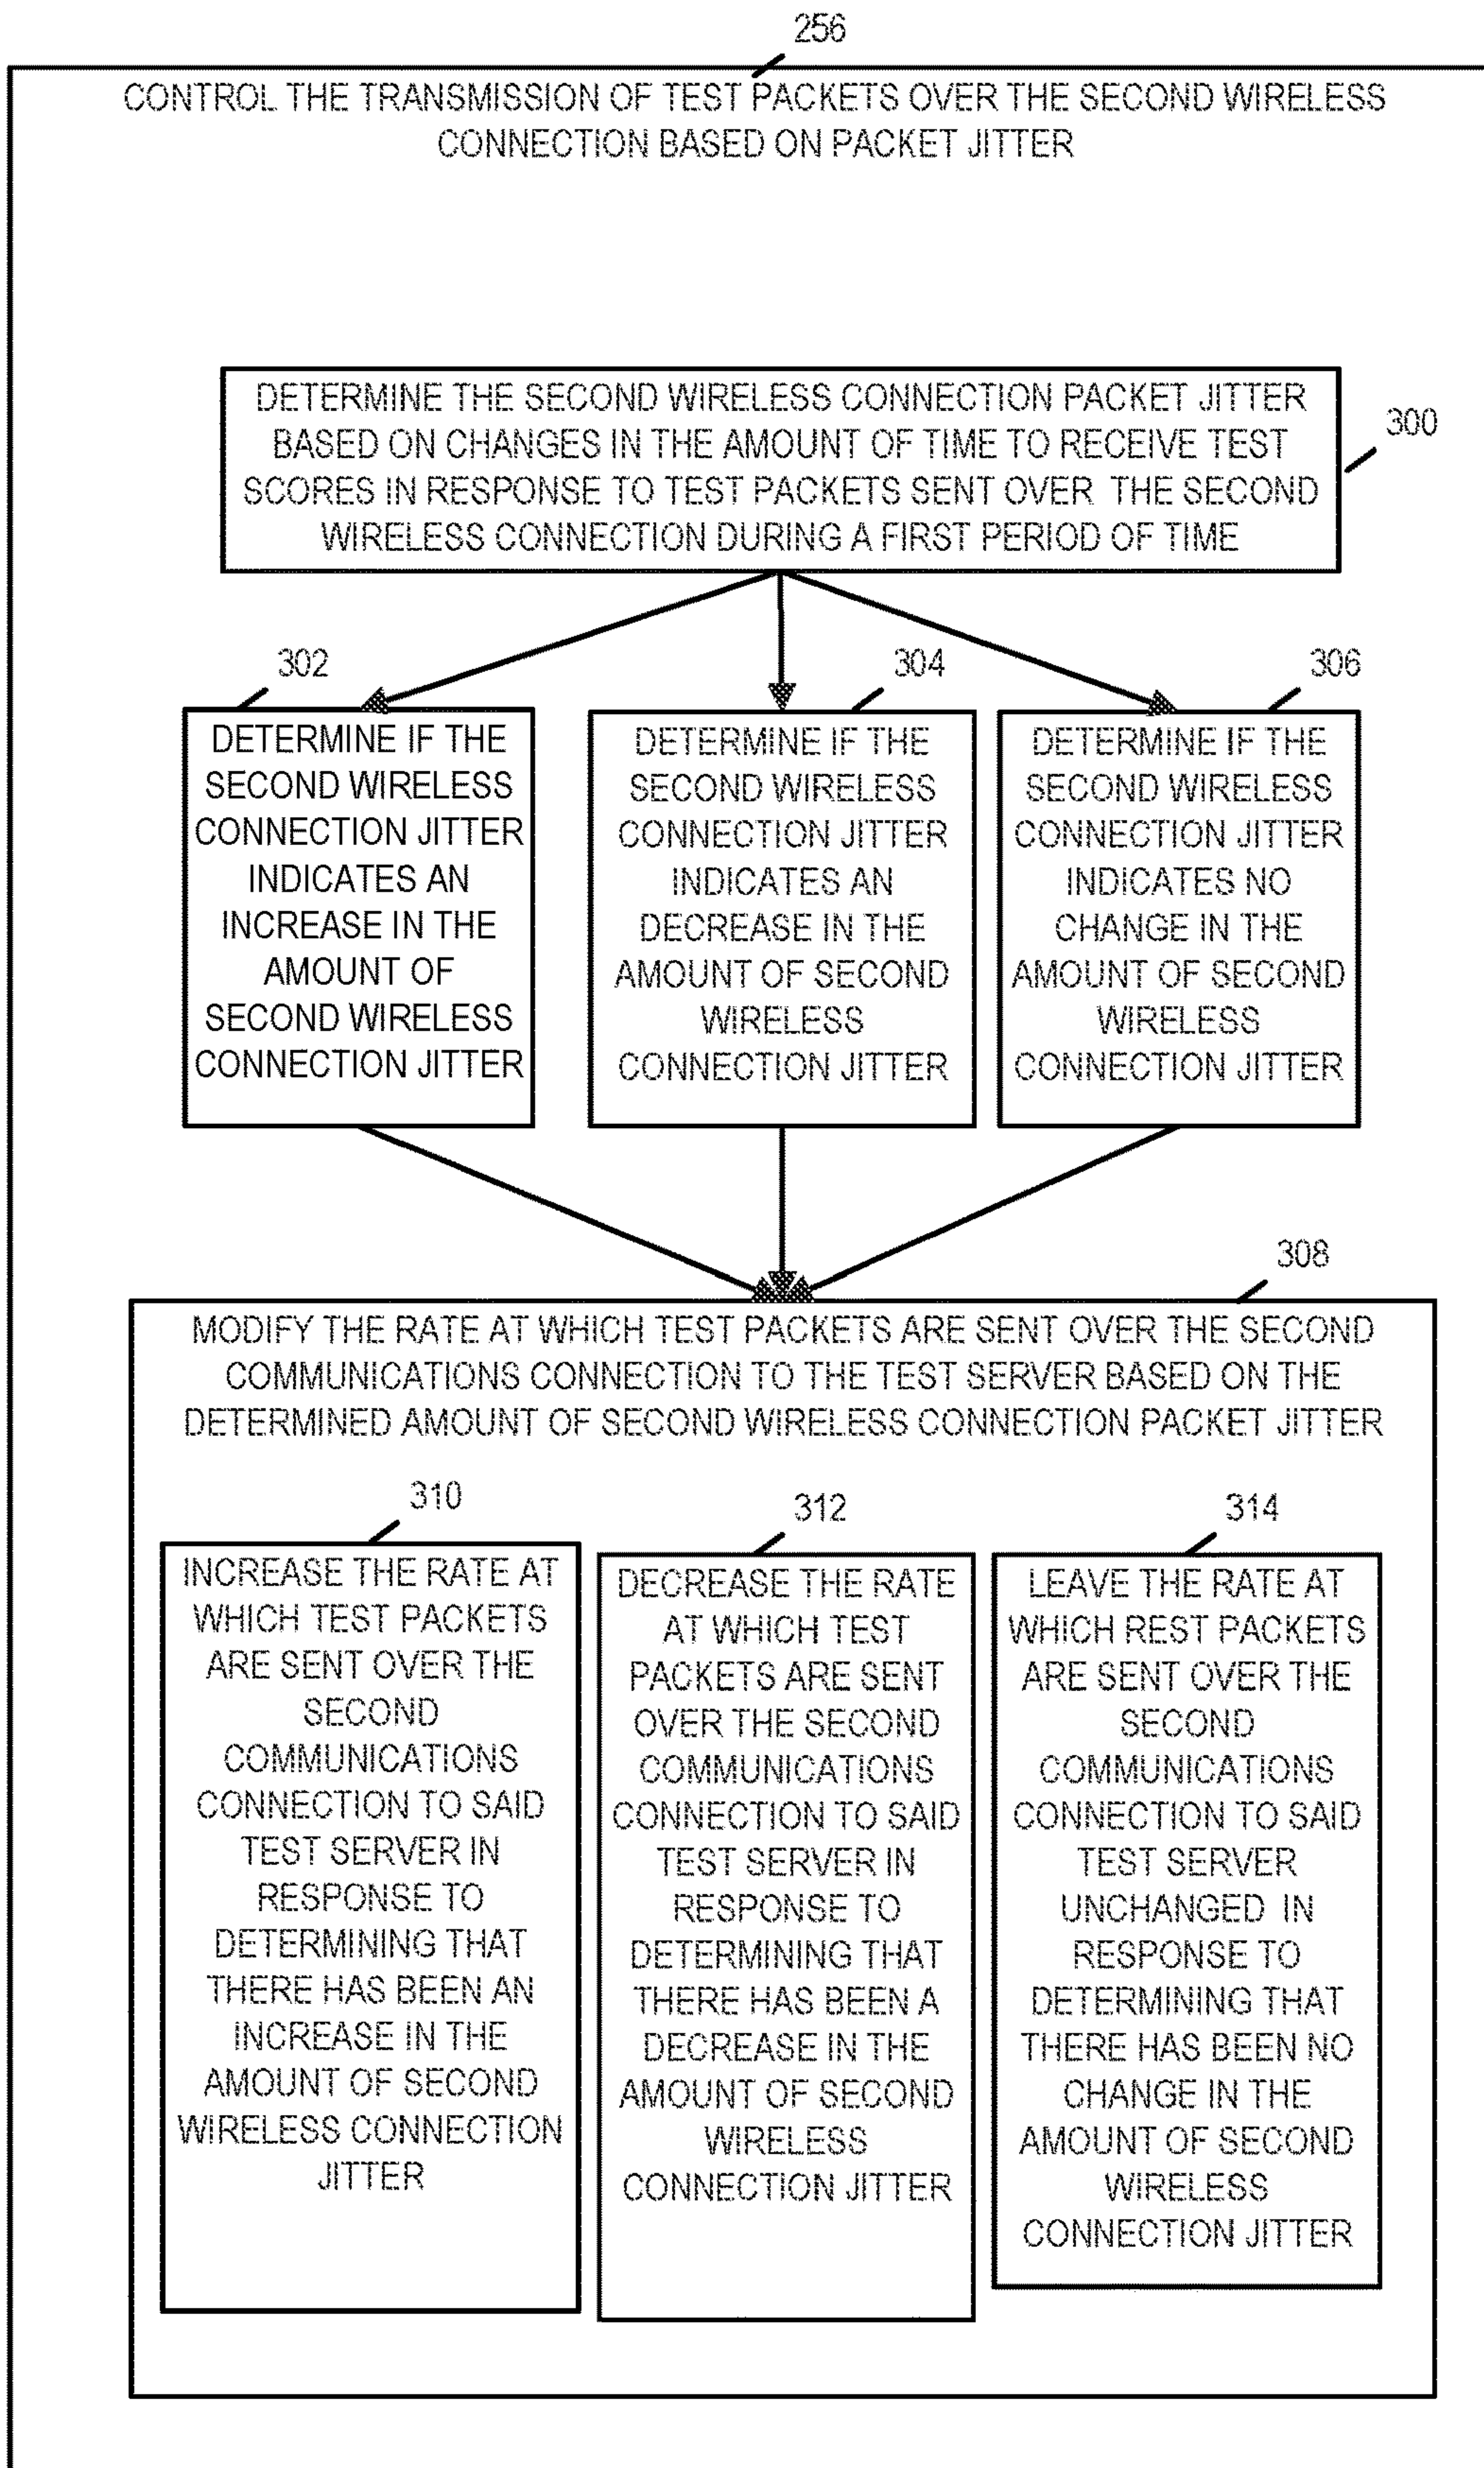 256
CONTROL THE TRANSMISSION OF TEST PACKETS OVER THE SECOND WIRELESS
CONNECTION BASED ON PACKET JITTER
DETERMINE THE SECOND WIRELESS CONNECTION PACKET JITTER
BASED ON CHANGES IN THE AMOUNT OF TIME TO RECEIVE TEST
SCORES IN RESPONSE TO TEST PACKETS SENT OVER THE SECOND
WIRELESS CONNECTION DURING A FIRST PERIOD OF TIME
300
302
DETERMINE IF THE
SECOND WIRELESS
CONNECTION JITTER
INDICATES AN
INCREASE IN THE
AMOUNT OF
SECOND WIRELESS
CONNECTION JITTER
304
DETERMINE IF THE
SECOND WIRELESS
CONNECTION JITTER
INDICATES AN
DECREASE IN THE
AMOUNT OF SECOND
WIRELESS
CONNECTION JITTER
306
DETERMINE IF THE
SECOND WIRELESS
CONNECTION JITTER
INDICATES NO
CHANGE IN THE
AMOUNT OF SECOND
WIRELESS
CONNECTION JITTER
308
MODIFY THE RATE AT WHICH TEST PACKETS ARE SENT OVER THE SECOND
COMMUNICATIONS CONNECTION TO THE TEST SERVER BASED ON THE
DETERMINED AMOUNT OF SECOND WIRELESS CONNECTION PACKET JITTER
310
INCREASE THE RATE AT
WHICH TEST PACKETS
ARE SENT OVER THE
SECOND
COMMUNICATIONS
CONNECTION TO SAID
TEST SERVER IN
RESPONSE TO
DETERMINING THAT
THERE HAS BEEN AN
INCREASE IN THE
AMOUNT OF SECOND
WIRELESS CONNECTION
JITTER
312
DECREASE THE RATE
AT WHICH TEST
PACKETS ARE SENT
OVER THE SECOND
COMMUNICATIONS
CONNECTION TO SAID
TEST SERVER IN
RESPONSE TO
DETERMINING THAT
THERE HAS BEEN A
DECREASE IN THE
AMOUNT OF SECOND
WIRELESS
CONNECTION JITTER
314
LEAVE THE RATE AT
WHICH REST PACKETS
ARE SENT OVER THE
SECOND
COMMUNICATIONS
CONNECTION TO SAID
TEST SERVER
UNCHANGED IN
RESPONSE TO
DETERMINING THAT
THERE HAS BEEN NO
CHANGE IN THE
AMOUNT OF SECOND
WIRELESS
CONNECTION JITTER